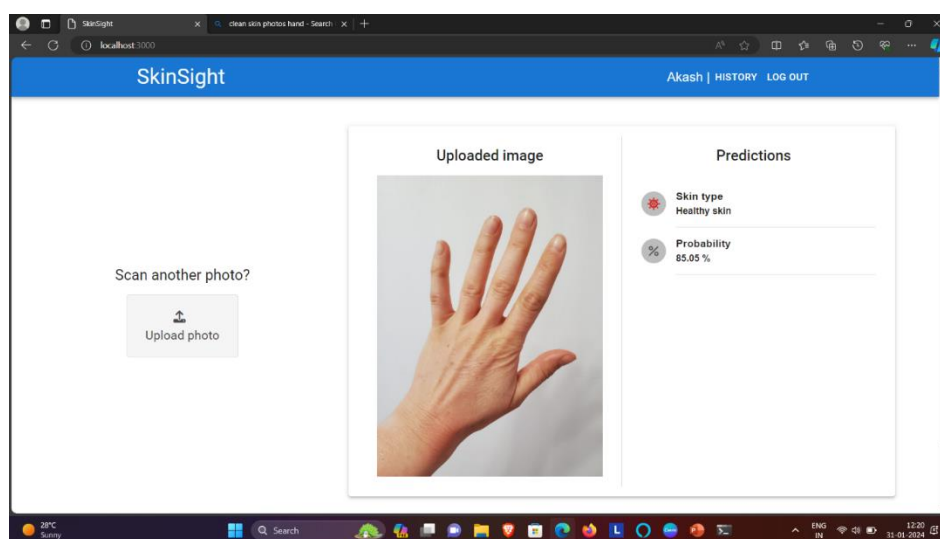 SkinSight
clean skin photos hand - Search
localhost:3000
SkinSight
Akash | HISTORY LOG OUT
Scan another photo?
Upload photo
Uploaded image
Predictions
Skin type
Healthy skin
Probability
85.05 %
28°C
Sunny
Search
ENG
IN
12:20
31-01-2024